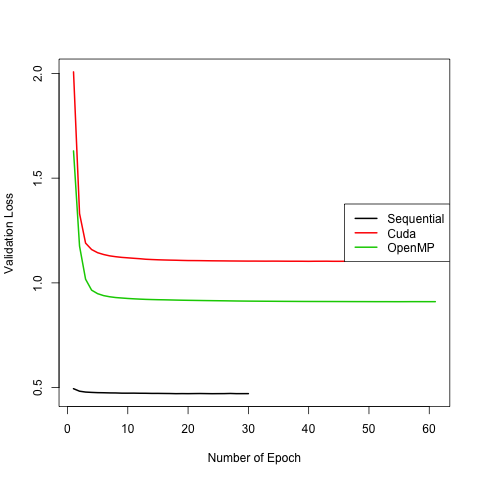 2.0
1.5
1.0
0.5
Validation Loss
Sequential
Cuda
OpenMP
0 10 20 30 40 50 60
Number of Epoch